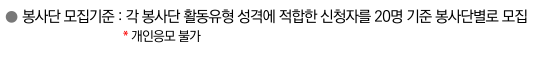 ● 봉사단 모집기준 : 각 봉사단 활동유형 성격에 적합한 신청자를 20명 기준 봉사단별로 모집
* 개인응모 불가